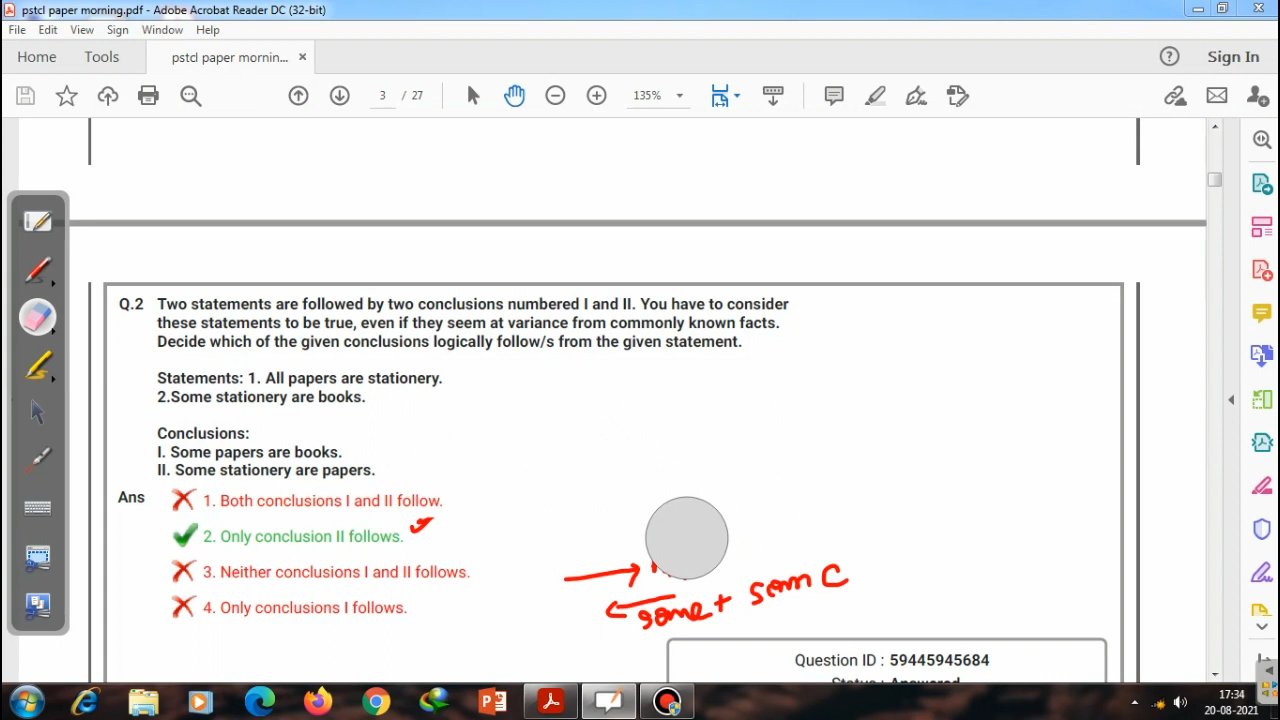 pstcl paper morning.pdf - Adobe Acrobat Reader DC (32-bit)
File Edit View Sign Window Help
Home Tools pstcl paper mornin... × Sign In
3 / 27 135%
Q.2 Two statements are followed by two conclusions numbered I and II. You have to consider
these statements to be true, even if they seem at variance from commonly known facts.
Decide which of the given conclusions logically follow/s from the given statement.
Statements: 1. All papers are stationery.
2.Some stationery are books.
Conclusions:
I. Some papers are books.
II. Some stationery are papers.
Ans
1. Both conclusions I and II follow.
2. Only conclusion II follows.
3. Neither conclusions I and II follows.
4. Only conclusions I follows.
some +
Question ID : 59445945684
Status : Answered
17:34
20-08-2021